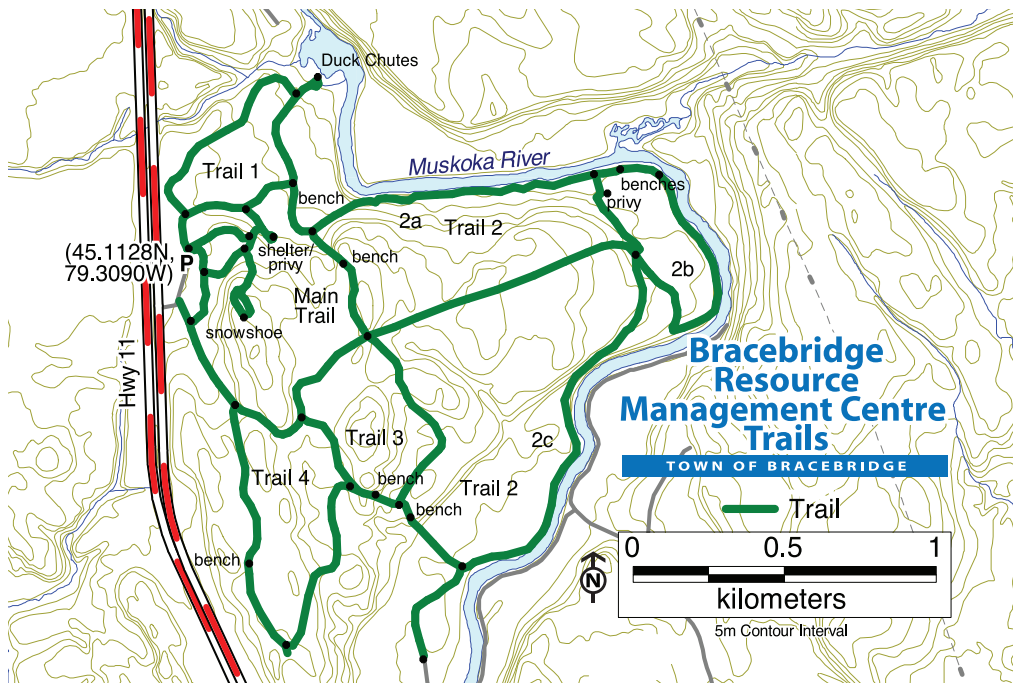 Duck Chutes
Muskoka River
Trail 1
bench
benches
privy
2a
Trail 2
(45.1128N,
79.3090W)
P
shelter/
privy
bench
2b
Main
Trail
snowshoe
Hwy 11
Bracebridge
Resource
Management Centre
Trails
TOWN OF BRACEBRIDGE
Trail 3
2c
Trail 4
bench
Trail 2
bench
bench
Trail
0 0.5 1
kilometers
5m Contour Interval
N